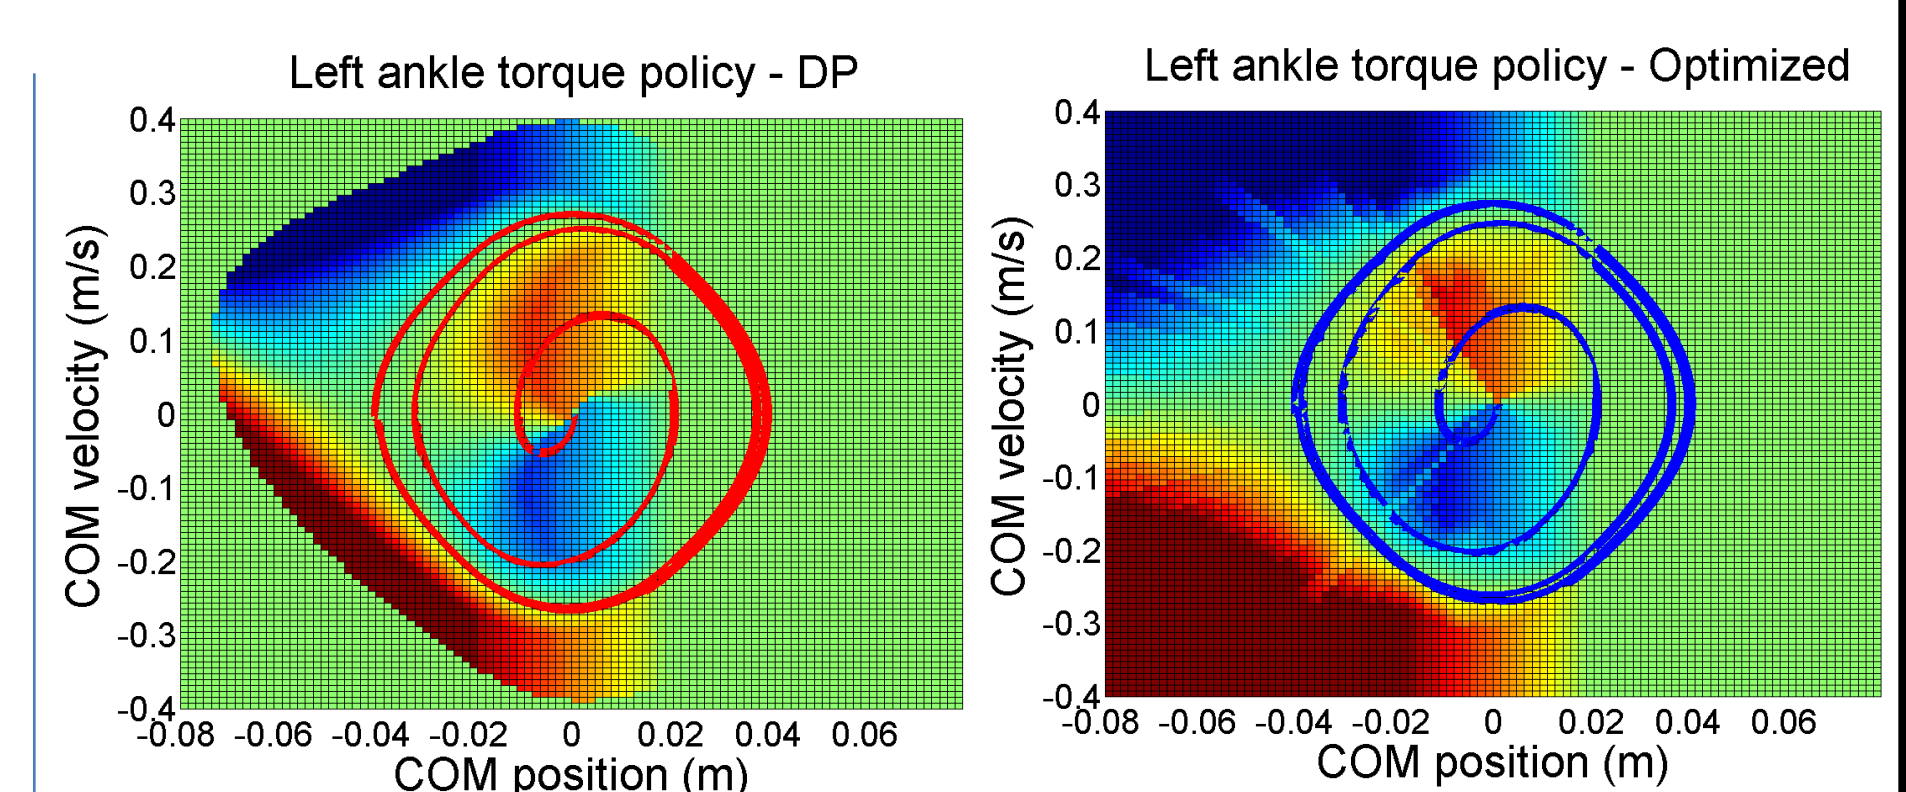 Left ankle torque policy - DP
COM velocity (m/s)
0.4
0.3
0.2
0.1
0
-0.1
-0.2
-0.3
-0.4
-0.08 -0.06 -0.04 -0.02 0 0.02 0.04 0.06
COM position (m)
Left ankle torque policy - Optimized
COM velocity (m/s)
0.4
0.3
0.2
0.1
0
-0.1
-0.2
-0.3
-0.4
-0.08 -0.06 -0.04 -0.02 0 0.02 0.04 0.06
COM position (m)